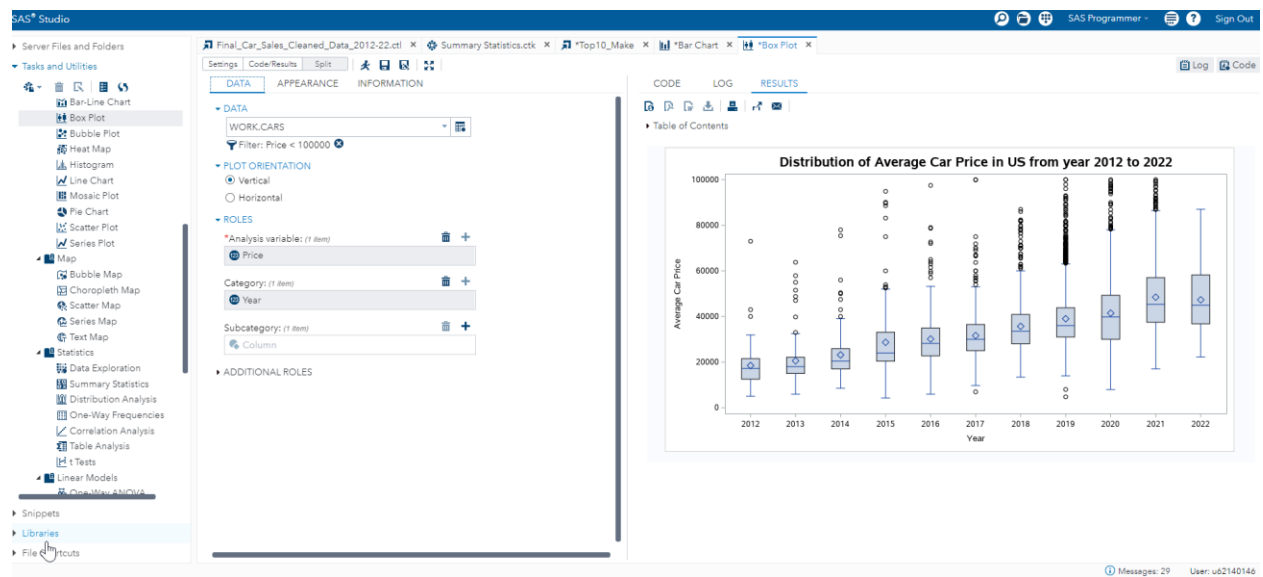 SAS® Studio
SAS Programmer
Sign Out
Server Files and Folders
Tasks and Utilities
Bar-Line Chart
Box Plot
Bubble Plot
Heat Map
Histogram
Line Chart
Mosaic Plot
Pie Chart
Scatter Plot
Series Plot
Map
Bubble Map
Choropleth Map
Scatter Map
Series Map
Text Map
Statistics
Data Exploration
Summary Statistics
Distribution Analysis
One-Way Frequencies
Correlation Analysis
Table Analysis
t Tests
Linear Models
One-Way ANOVA
Snippets
Libraries
File
Final_Car_Sales_Cleaned_Data_2012-22.ctl
Summary Statistics.ctk
*Top10_Make
*Bar Chart
*Box Plot
Settings
Code/Results
Split
Log
Code
DATA
APPEARANCE
INFORMATION
DATA
WORK.CARS
Filter: Price < 100000
PLOT ORIENTATION
Vertical
Horizontal
ROLES
*Analysis variable: (1 item)
123 Price
Category: (1 item)
123 Year
Subcategory: (1 item)
Column
ADDITIONAL ROLES
CODE
LOG
RESULTS
Table of Contents
Distribution of Average Car Price in US from year 2012 to 2022
Average Car Price
100000
80000
60000
40000
20000
0
2012 2013 2014 2015 2016 2017 2018 2019 2020 2021 2022
Year
Messages: 29
User: u62140146